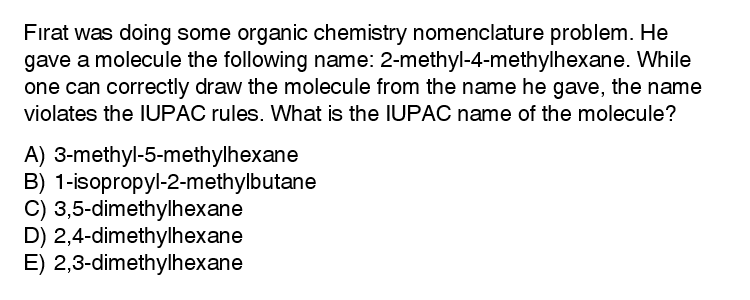 Fırat was doing some organic chemistry nomenclature problem. He
gave a molecule the following name: 2-methyl-4-methylhexane. While
one can correctly draw the molecule from the name he gave, the name
violates the IUPAC rules. What is the IUPAC name of the molecule?
A) 3-methyl-5-methylhexane
B) 1-isopropyl-2-methylbutane
C) 3,5-dimethylhexane
D) 2,4-dimethylhexane
E) 2,3-dimethylhexane